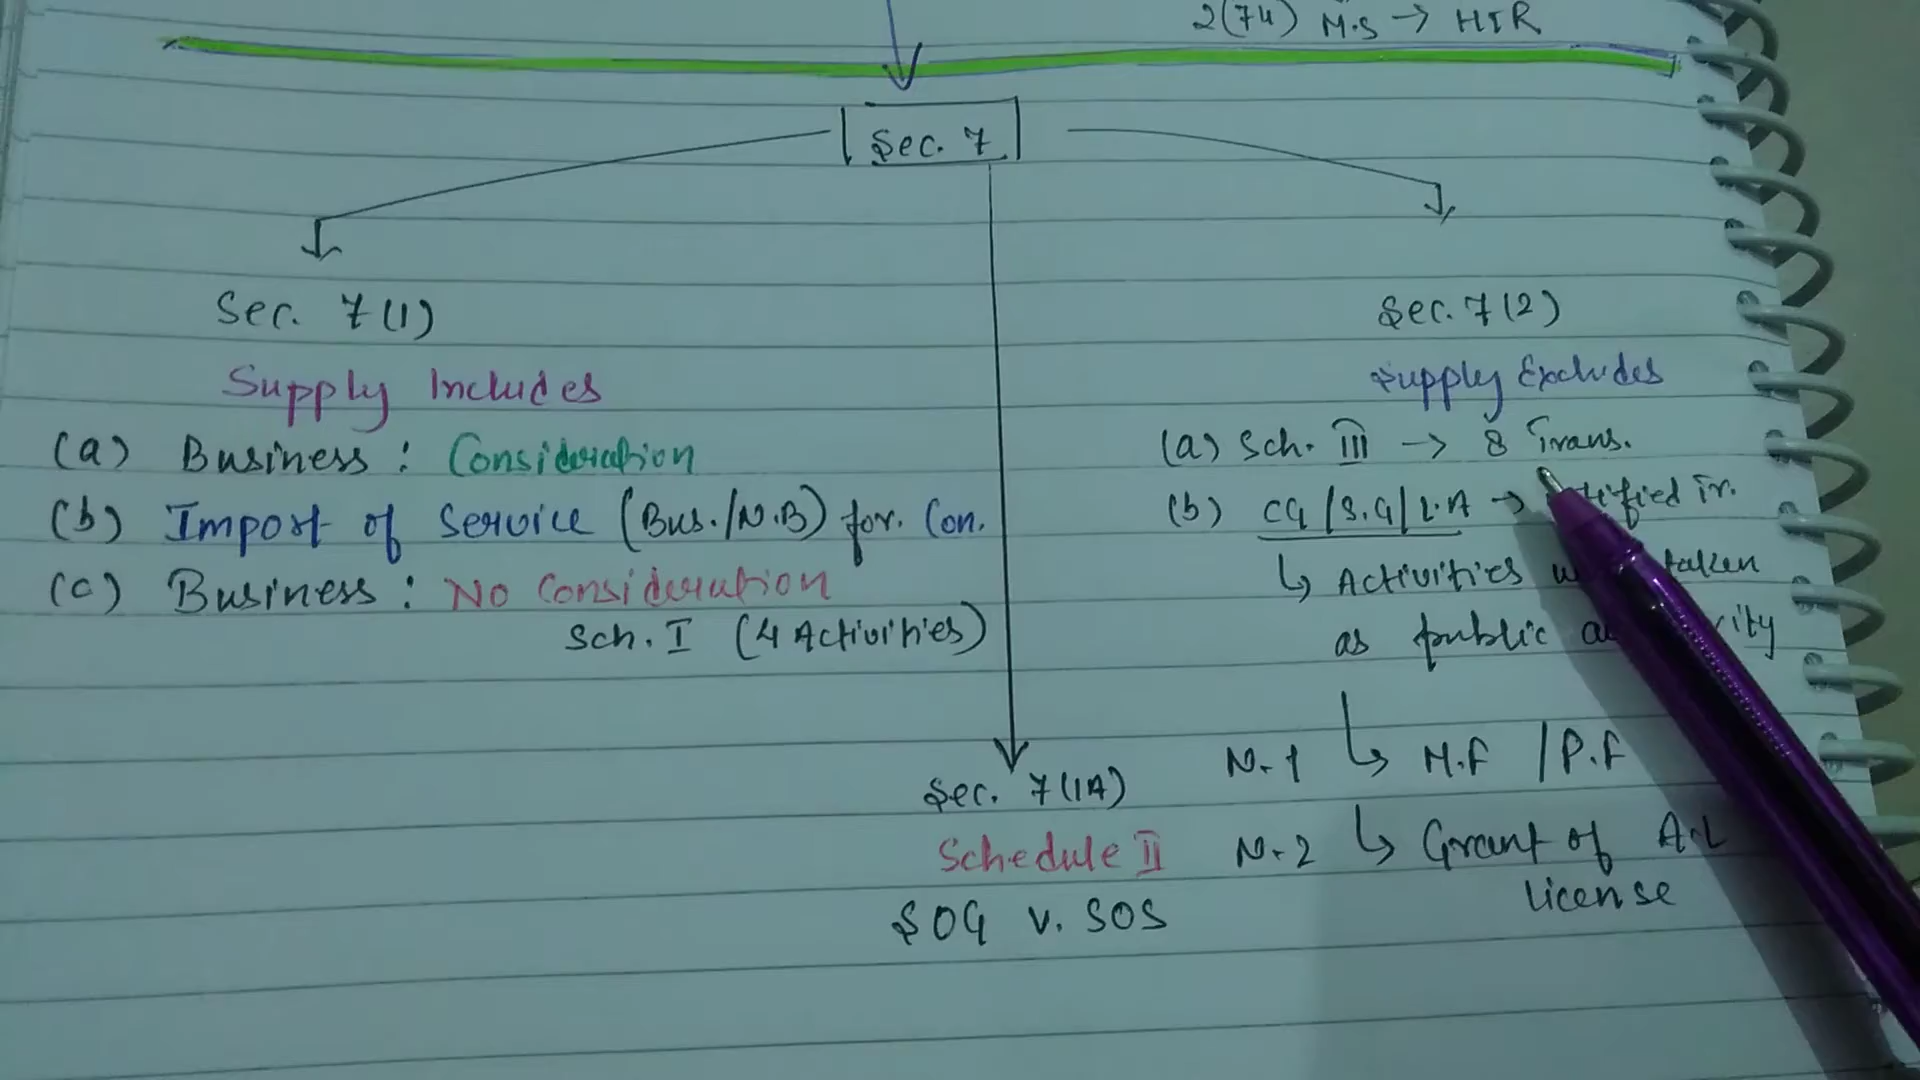 2(74) M.S → HIR
Sec. 7
Sec. 7(1)
Supply Includes
(a) Business : Consideration
(b) Import of Service (Bus./N.B) for. Con.
(c) Business : No Consideration
Sch. I (4 Activities)
Sec. 7(1A)
Schedule II
SOG V. SOS
Sec. 7(2)
Supply Excludes
(a) Sch. III → 8 Trans.
(b) CG/S.G/L.A → Tr.
↳ Activities
as public
N.1 ↳ M.F / P.F
N.2 ↳ Grant of A.L
License